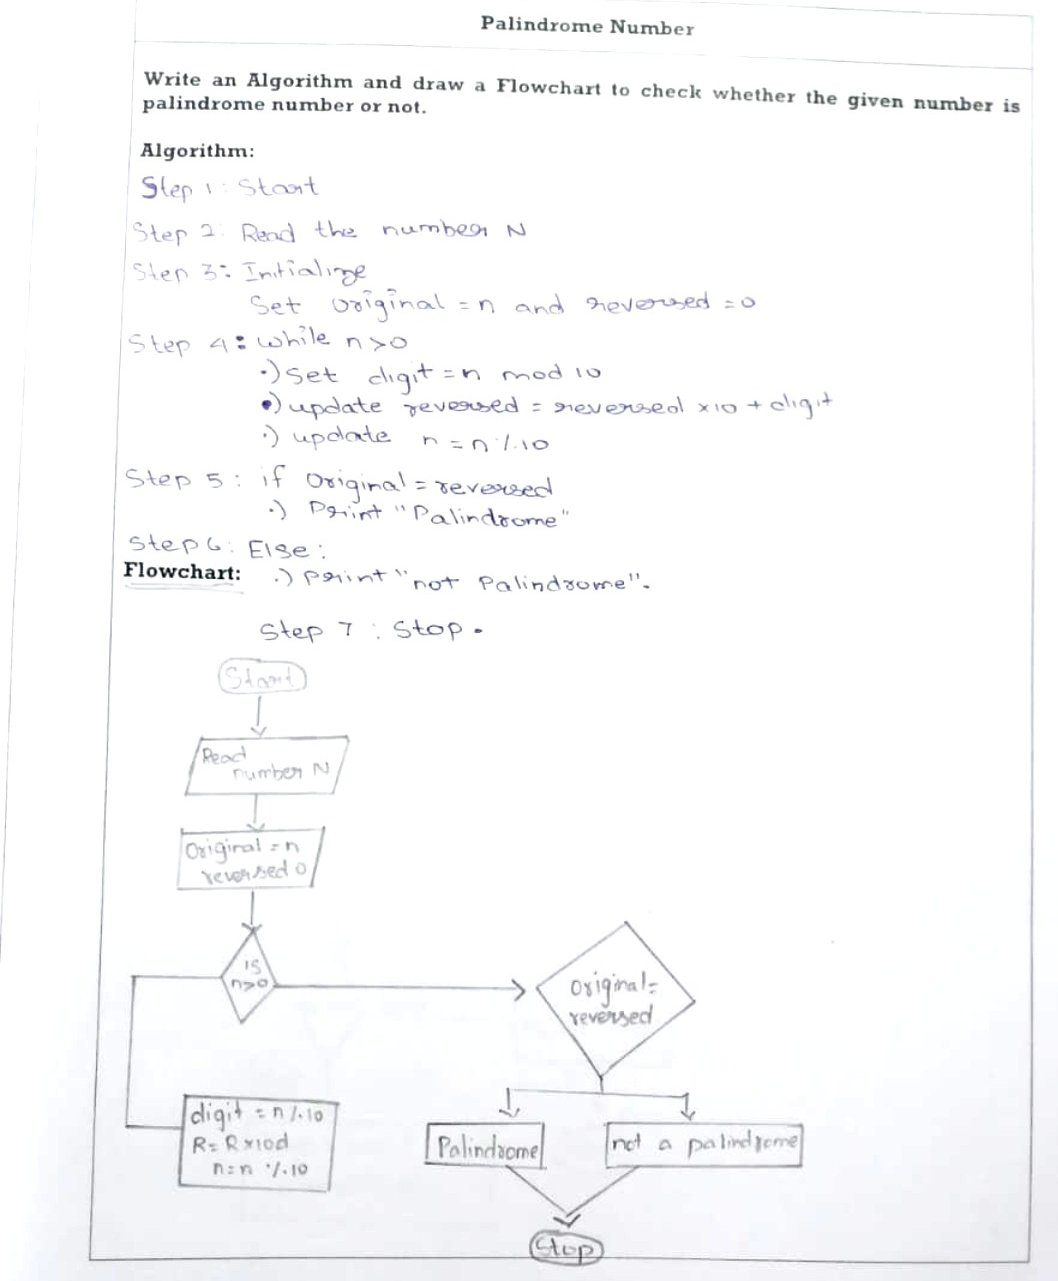 Palindrome Number
Write an Algorithm and draw a Flowchart to check whether the given number is
palindrome number or not.
Algorithm:
Step 1: Start
Step 2: Read the number N
Step 3: Initialize
Set original = n and reversed = 0
Step 4: while n>0
·) Set digit = n mod 10
·) update reversed = reversed x10 + digit
·) update n = n %10
Step 5: if Original = reversed
·) Print "Palindrome"
Step 6: Else:
Flowchart: ·) print "not Palindrome".
Step 7: Stop.
Start
Read
number N
Original = n
reversed 0
is
n>0
original=
reversed
digit = n %10
R= R x10d
n=n %.10
Palindrome
not a palindrome
Stop